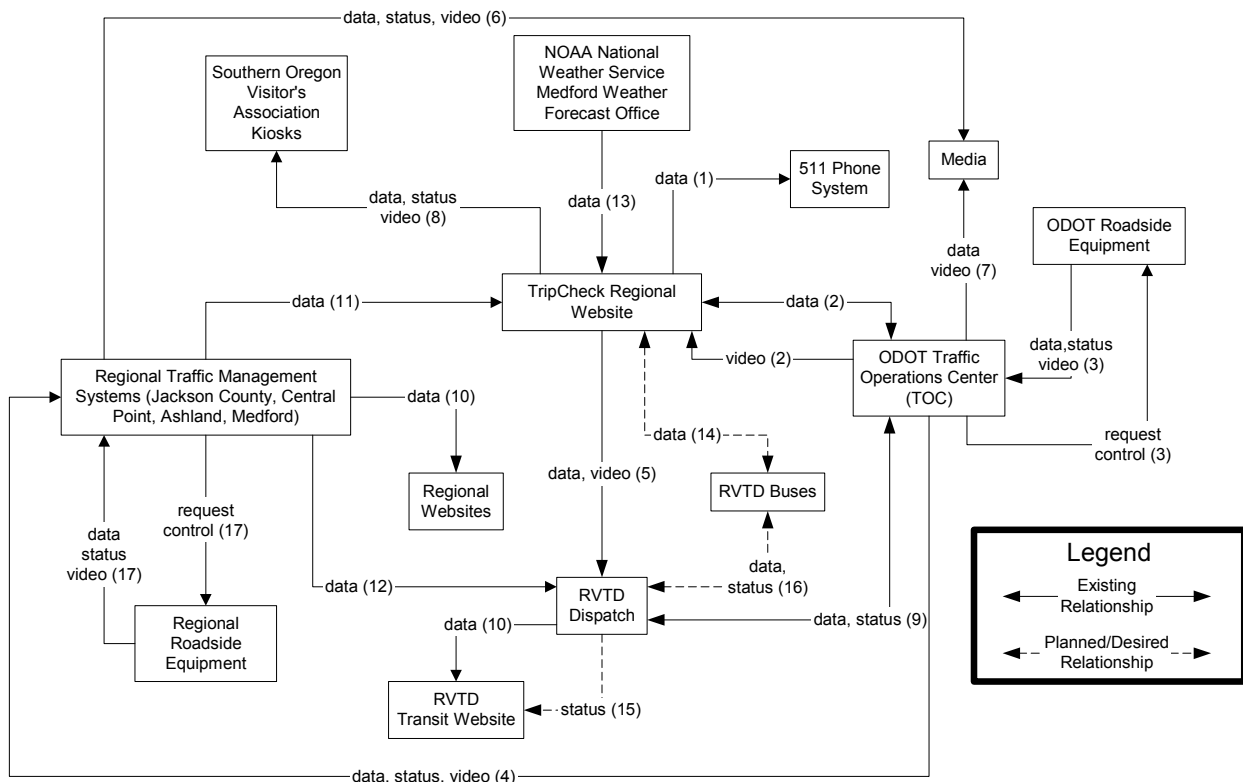 data, status, video (6)
NOAA National
Weather Service
Medford Weather
Forecast Office
Southern Oregon
Visitor's
Association
Kiosks
Media
511 Phone
System
data (1)
data, status
video (8)
data (13)
ODOT Roadside
Equipment
data
video (7)
TripCheck Regional
Website
data (11)
data (2)
video (2)
data,status
video (3)
ODOT Traffic
Operations Center
(TOC)
Regional Traffic Management
Systems (Jackson County, Central
Point, Ashland, Medford)
data (10)
request
control (3)
data (14)
data, video (5)
Regional
Websites
RVTD Buses
request
control (17)
data
status
video (17)
data,
status (16)
data (12)
RVTD
Dispatch
data, status (9)
Regional
Roadside
Equipment
data (10)
status (15)
RVTD
Transit Website
Legend
Existing
Relationship
Planned/Desired
Relationship
data, status, video (4)